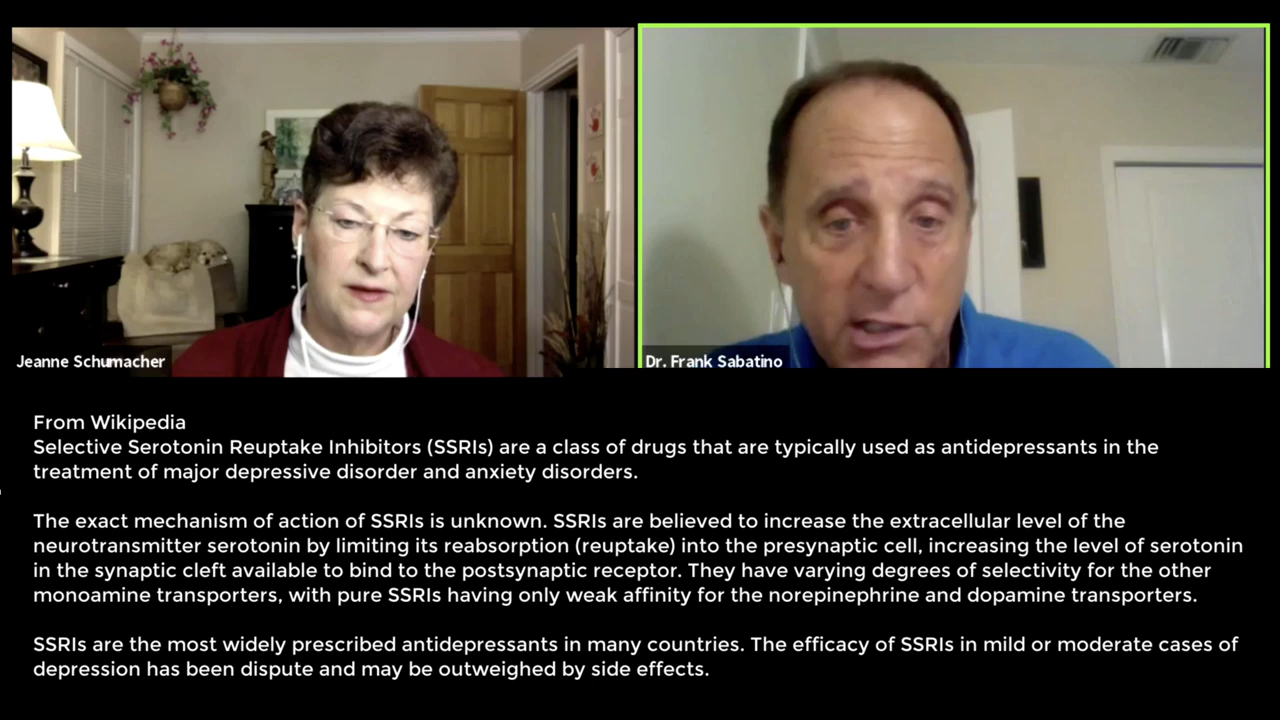 Jeanne Schumacher
Dr. Frank Sabatino
From Wikipedia
Selective Serotonin Reuptake Inhibitors (SSRIs) are a class of drugs that are typically used as antidepressants in the
treatment of major depressive disorder and anxiety disorders.
The exact mechanism of action of SSRIs is unknown. SSRIs are believed to increase the extracellular level of the
neurotransmitter serotonin by limiting its reabsorption (reuptake) into the presynaptic cell, increasing the level of serotonin
in the synaptic cleft available to bind to the postsynaptic receptor. They have varying degrees of selectivity for the other
monoamine transporters, with pure SSRIs having only weak affinity for the norepinephrine and dopamine transporters.
SSRIs are the most widely prescribed antidepressants in many countries. The efficacy of SSRIs in mild or moderate cases of
depression has been dispute and may be outweighed by side effects.